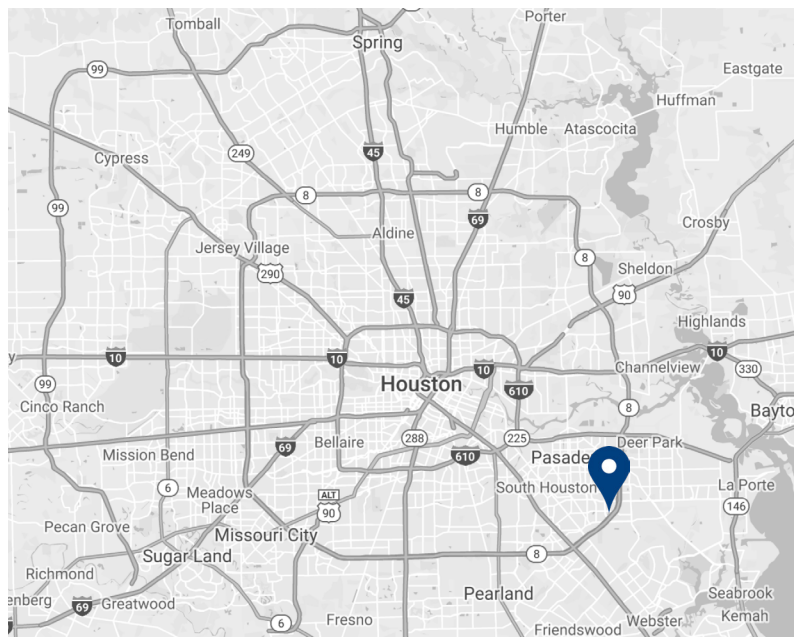 Porter
Tomball
Spring
Eastgate
99
Huffman
45
Humble
Atascocita
Cypress
249
8
8
99
69
Crosby
Aldine
Jersey Village
8
Sheldon
290
90
45
Highlands
10
10
10
10
Channelview
330
Houston
99
610
Cinco Ranch
8
Bayto
288
225
Bellaire
Deer Park
69
Mission Bend
610
Pasade
6
South Houston
La Porte
Meadows
Place
ALT
90
146
Pecan Grove
Missouri City
8
Sugar Land
Richmond
Pearland
Seabrook
enberg
69
Greatwood
Kemah
6
Fresno
Webster
Friendswood